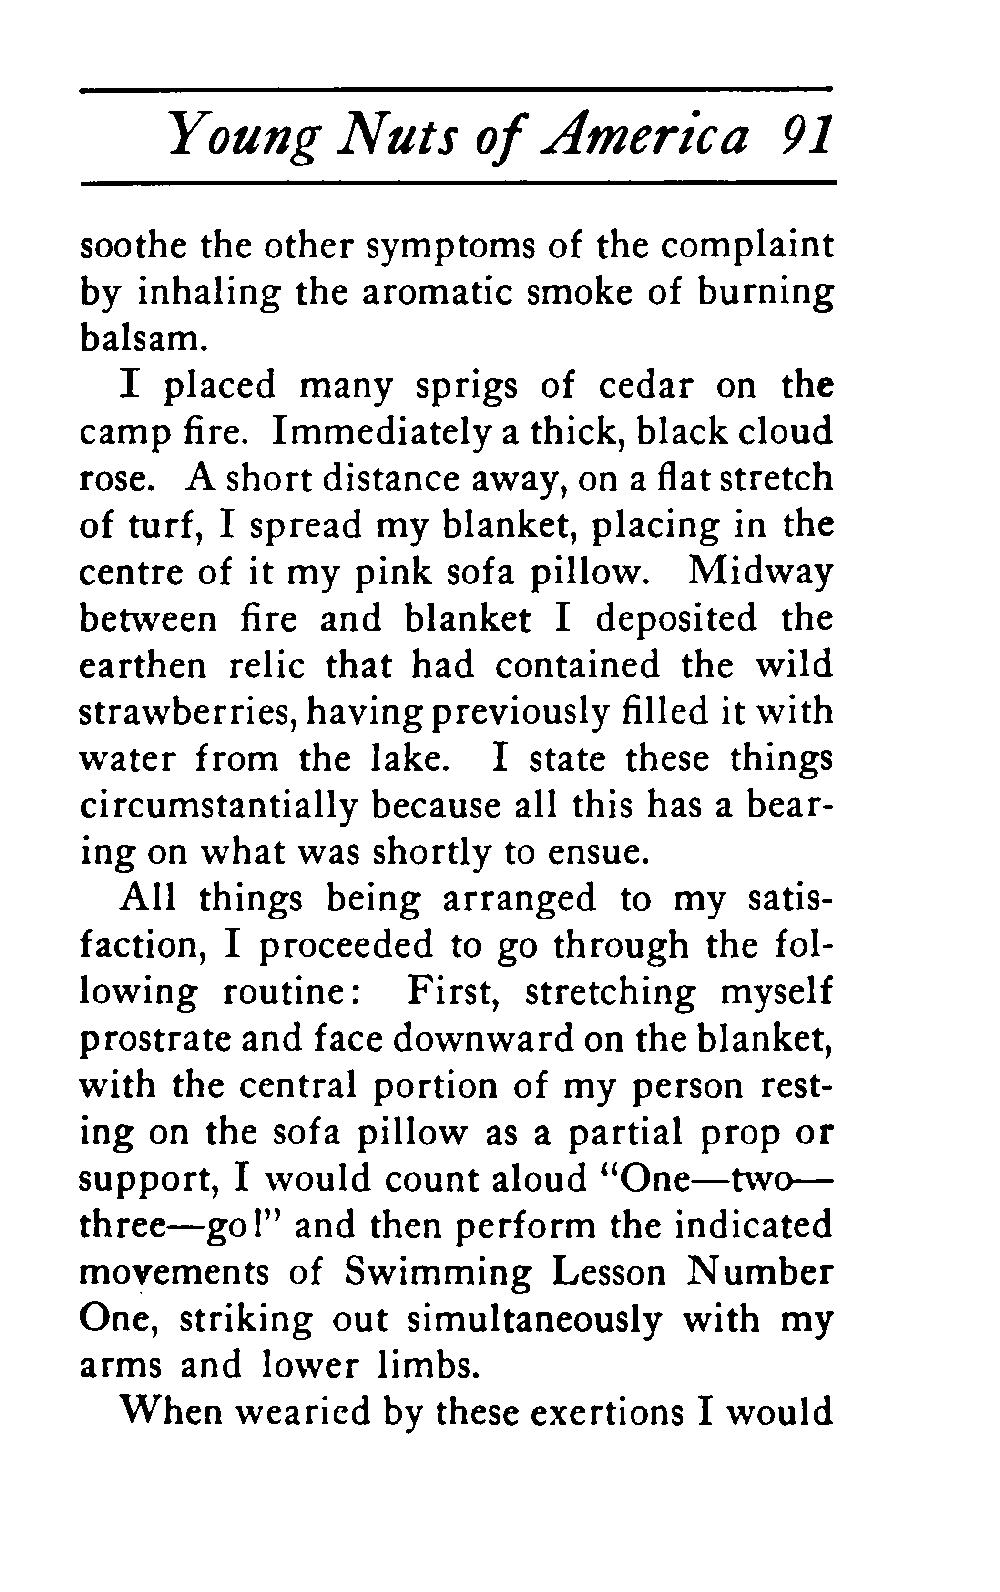 Young Nuts of America 91
soothe the other symptoms of the complaint
by inhaling the aromatic smoke of burning
balsam.
I placed many sprigs of cedar on the
camp fire. Immediately a thick, black cloud
rose. A short distance away, on a flat stretch
of turf, I spread my blanket, placing in the
centre of it my pink sofa pillow. Midway
between fire and blanket I deposited the
earthen relic that had contained the wild
strawberries, having previously filled it with
water from the lake. I state these things
circumstantially because all this has a bear-
ing on what was shortly to ensue.
All things being arranged to my satis-
faction, I proceeded to go through the fol-
lowing routine: First, stretching myself
prostrate and face downward on the blanket,
with the central portion of my person rest-
ing on the sofa pillow as a partial prop or
support, I would count aloud "One—two—
three—go!" and then perform the indicated
movements of Swimming Lesson Number
One, striking out simultaneously with my
arms and lower limbs.
When wearied by these exertions I would